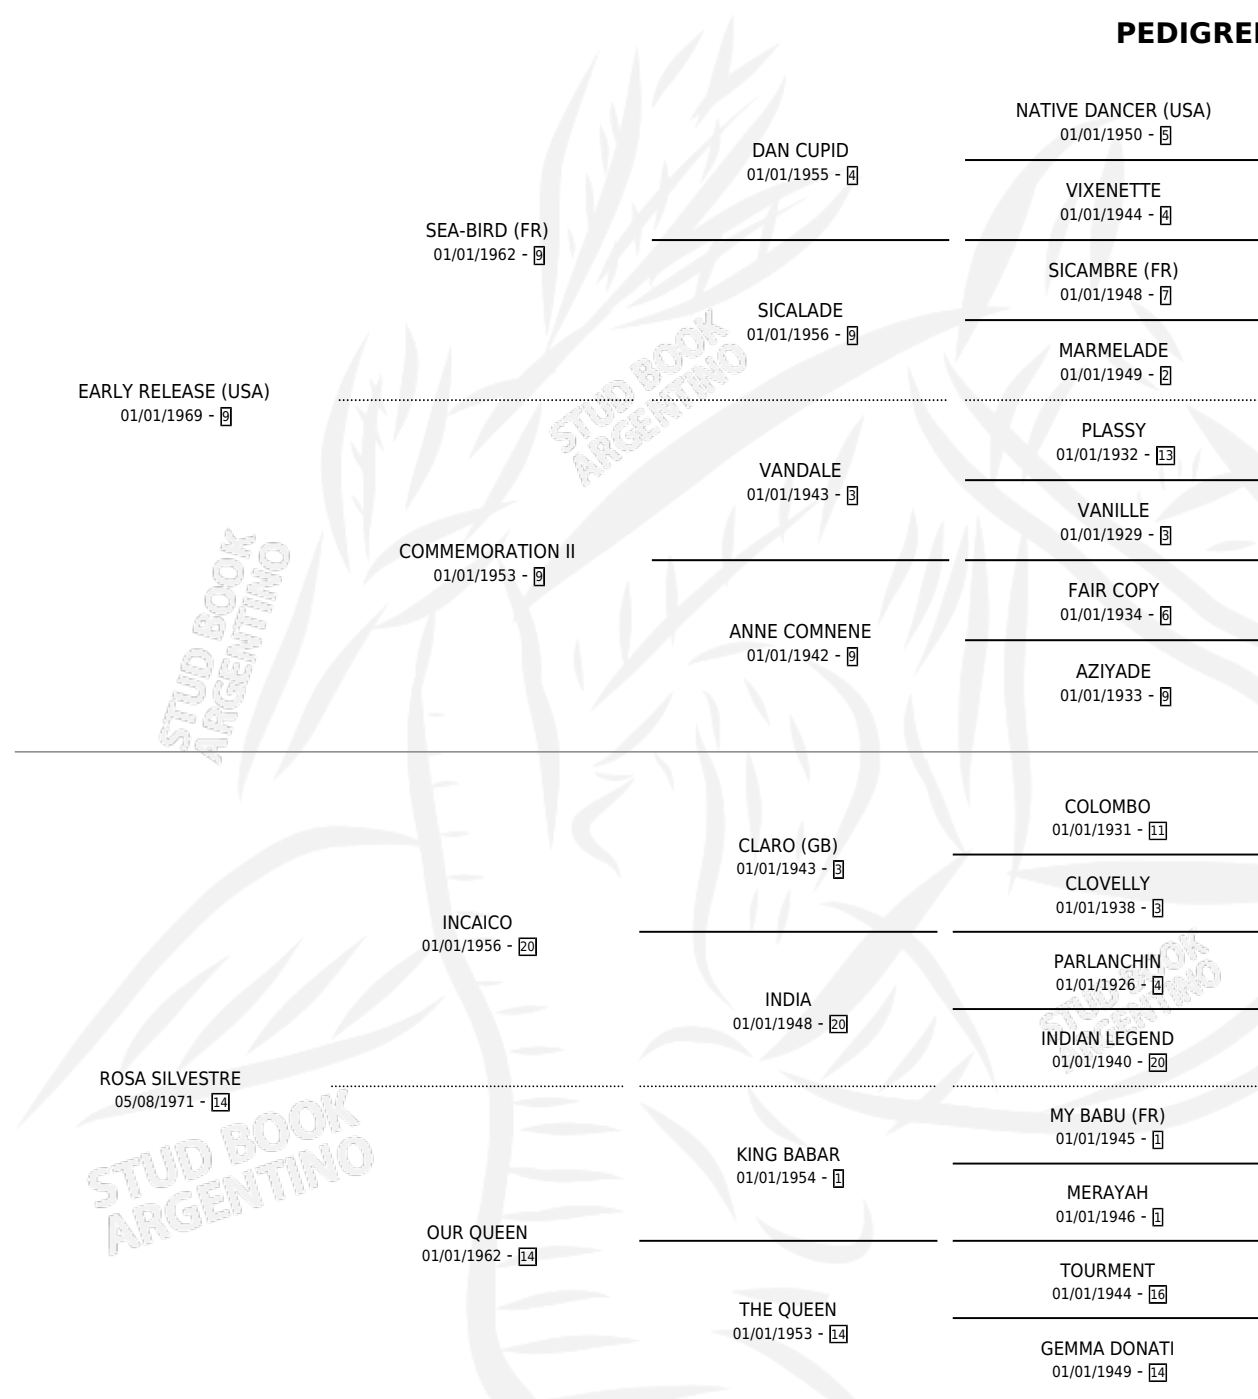 PEDIGREE
NATIVE DANCER (USA)
01/01/1950 - 5
DAN CUPID
01/01/1955 - 4
VIXENETTE
01/01/1944 - 4
SEA-BIRD (FR)
01/01/1962 - 9
SICAMBRE (FR)
01/01/1948 - 7
SICALADE
01/01/1956 - 9
MARMELADE
01/01/1949 - 2
EARLY RELEASE (USA)
01/01/1969 - 9
PLASSY
01/01/1932 - 13
VANDALE
01/01/1943 - 3
VANILLE
01/01/1929 - 3
COMMEMORATION II
01/01/1953 - 9
FAIR COPY
01/01/1934 - 6
ANNE COMNENE
01/01/1942 - 9
AZIYADE
01/01/1933 - 9
COLOMBO
01/01/1931 - 11
CLARO (GB)
01/01/1943 - 3
CLOVELLY
01/01/1938 - 3
INCAICO
01/01/1956 - 20
PARLANCHIN
01/01/1926 - 4
INDIA
01/01/1948 - 20
INDIAN LEGEND
01/01/1940 - 20
ROSA SILVESTRE
05/08/1971 - 14
MY BABU (FR)
01/01/1945 - 1
KING BABAR
01/01/1954 - 1
MERAYAH
01/01/1946 - 1
OUR QUEEN
01/01/1962 - 14
TOURMENT
01/01/1944 - 16
THE QUEEN
01/01/1953 - 14
GEMMA DONATI
01/01/1949 - 14
STUD BOOK
ARGENTINO
STUD BOOK
ARGENTINO
STUD BOOK
ARGENTINO
STUD BOOK
ARGENTINO